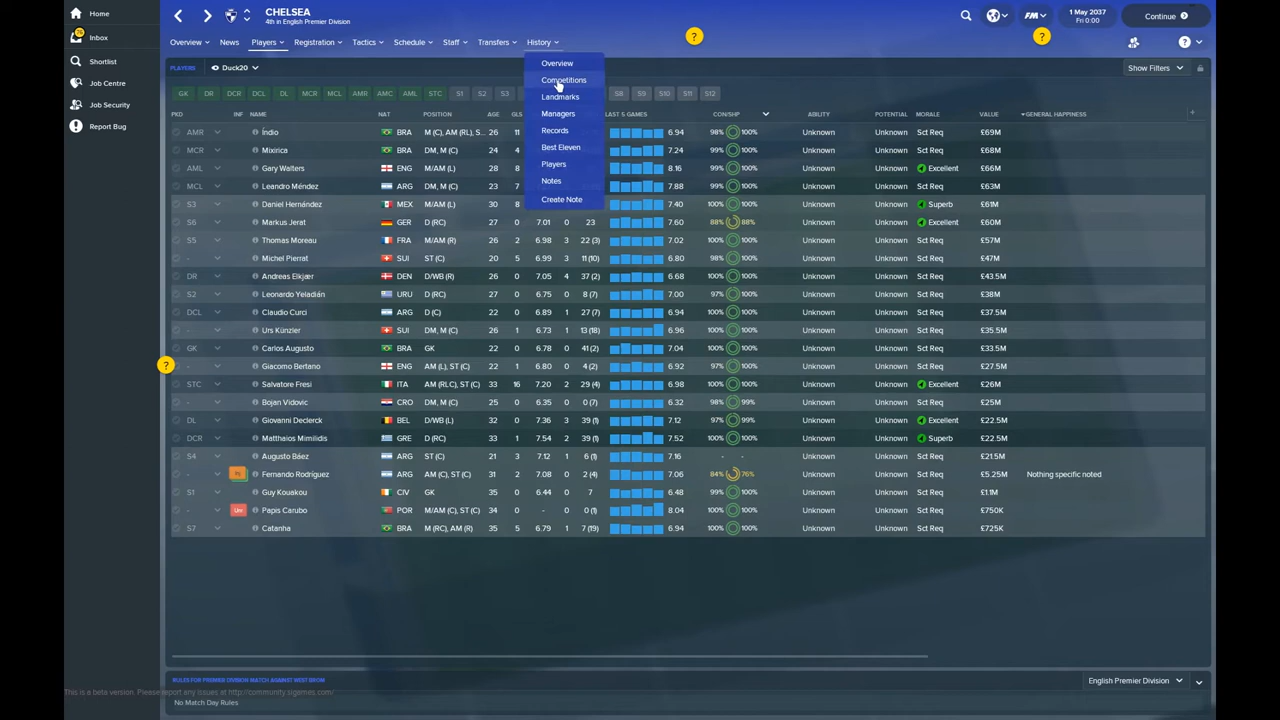 Home
Inbox
Shortlist
Job Centre
Job Security
Report Bug
CHELSEA
4th in English Premier Division
FM
1 May 2037
Fri 0:00
Continue
Overview
News
Players
Registration
Tactics
Schedule
Staff
Transfers
History
?
?
?
PLAYERS
Duck20
Show Filters
Overview
Competitions
Landmarks
Managers
Records
Best Eleven
Players
Notes
Create Note
GK DR DCR DCL DL MCR MCL AMR AMC AML STC S1 S2 S3 S8 S9 S10 S11 S12
PKD INF NAME NAT POSITION AGE GLS LAST 5 GAMES CON/SHP ABILITY POTENTIAL MORALE VALUE GENERAL HAPPINESS
AMR Índio BRA M (C), AM (RL), S... 26 11 6.94 98% 100% Unknown Unknown Sct Req £69M
MCR Mixirica BRA DM, M (C) 24 4 7.24 99% 100% Unknown Unknown Sct Req £68M
AML Gary Walters ENG M/AM (L) 28 8 8.16 99% 100% Unknown Unknown Excellent £66M
MCL Leandro Méndez ARG DM, M (C) 23 7 7.88 99% 100% Unknown Unknown Sct Req £63M
S3 Daniel Hernández MEX M/AM (L) 30 8 7.40 100% 100% Unknown Unknown Superb £61M
S6 Markus Jerat GER D (RC) 27 0 7.01 0 23 7.60 88% 88% Unknown Unknown Excellent £60M
S5 Thomas Moreau FRA M/AM (R) 26 2 6.98 3 22 (3) 7.02 100% 100% Unknown Unknown Sct Req £57M
- Michel Pierrat SUI ST (C) 20 5 6.99 3 11 (10) 6.80 98% 100% Unknown Unknown Sct Req £47M
DR Andreas Elkjær DEN D/WB (R) 26 0 7.05 4 37 (2) 6.68 100% 100% Unknown Unknown Sct Req £43.5M
S2 Leonardo Yeladián URU D (RC) 27 0 6.75 0 8 (7) 7.00 97% 100% Unknown Unknown Sct Req £38M
DCL Claudio Curci ARG D (C) 22 0 6.89 1 27 (7) 6.94 100% 100% Unknown Unknown Sct Req £37.5M
- Urs Künzler SUI DM, M (C) 26 1 6.73 1 13 (18) 6.96 100% 100% Unknown Unknown Sct Req £35.5M
GK Carlos Augusto BRA GK 22 0 6.78 0 41 (2) 7.04 100% 100% Unknown Unknown Sct Req £33.5M
? - Giacomo Bertano ENG AM (L), ST (C) 22 1 6.80 0 4 (2) 6.92 97% 100% Unknown Unknown Sct Req £27.5M
STC Salvatore Fresi ITA AM (RLC), ST (C) 33 16 7.20 2 29 (4) 6.98 100% 100% Unknown Unknown Excellent £26M
- Bojan Vidovic CRO DM, M (C) 25 0 6.35 0 0 (7) 6.32 98% 99% Unknown Unknown Sct Req £25M
DL Giovanni Declerck BEL D/WB (L) 32 0 7.36 3 39 (1) 7.12 97% 100% Unknown Unknown Excellent £22.5M
DCR Matthaios Mimilidis GRE D (RC) 33 1 7.54 2 39 (1) 7.52 100% 100% Unknown Unknown Superb £22.5M
S4 Augusto Báez ARG ST (C) 21 3 7.12 1 6 (1) 7.16 - - Unknown Unknown Sct Req £21.5M
- Fernando Rodríguez ARG AM (C), ST (C) 31 2 7.08 0 2 (4) 7.06 84% 76% Unknown Unknown Sct Req £5.25M Nothing specific noted
S1 Guy Kouakou CIV GK 35 0 6.44 0 7 6.48 99% 100% Unknown Unknown Sct Req £1.1M
- Unr Papis Carubo POR M/AM (C), ST (C) 34 0 - 0 0 (1) 8.04 100% 100% Unknown Unknown Sct Req £750K
S7 Catanha BRA M (RC), AM (R) 35 5 6.79 1 7 (19) 6.94 100% 100% Unknown Unknown Sct Req £725K
RULES FOR PREMIER DIVISION MATCH AGAINST WEST BROM
English Premier Division
This is a beta version. Please report any issues at http://community.sigames.com/
No Match Day Rules